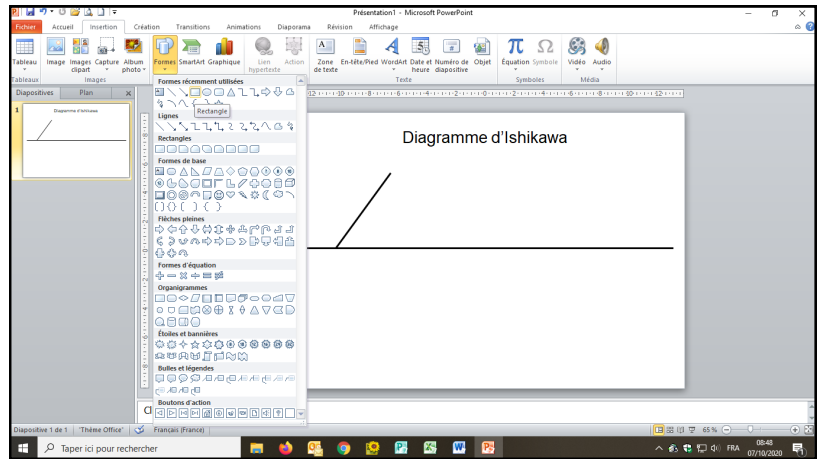 Présentation1 - Microsoft PowerPoint
Fichier Accueil Insertion Création Transitions Animations Diaporama Révision Affichage
Tableau Image Images clipart Capture Album photo Formes SmartArt Graphique Lien hypertexte Action Zone de texte En-tête/Pied WordArt Date et heure Numéro de diapositive Objet Équation Symbole Vidéo Audio
Tableaux Images Texte Symboles Média
Diapositives Plan
Formes récemment utilisées
Rectangle
Lignes
Rectangles
Formes de base
Flèches pleines
Formes d'équation
Organigrammes
Étoiles et bannières
Bulles et légendes
Boutons d'action
1
Diagramme d'Ishikawa
Diagramme d'Ishikawa
Cl
Diapositive 1 de 1 "Thème Office" Français (France) 65 %
Taper ici pour rechercher
FRA
08:48
07/10/2020